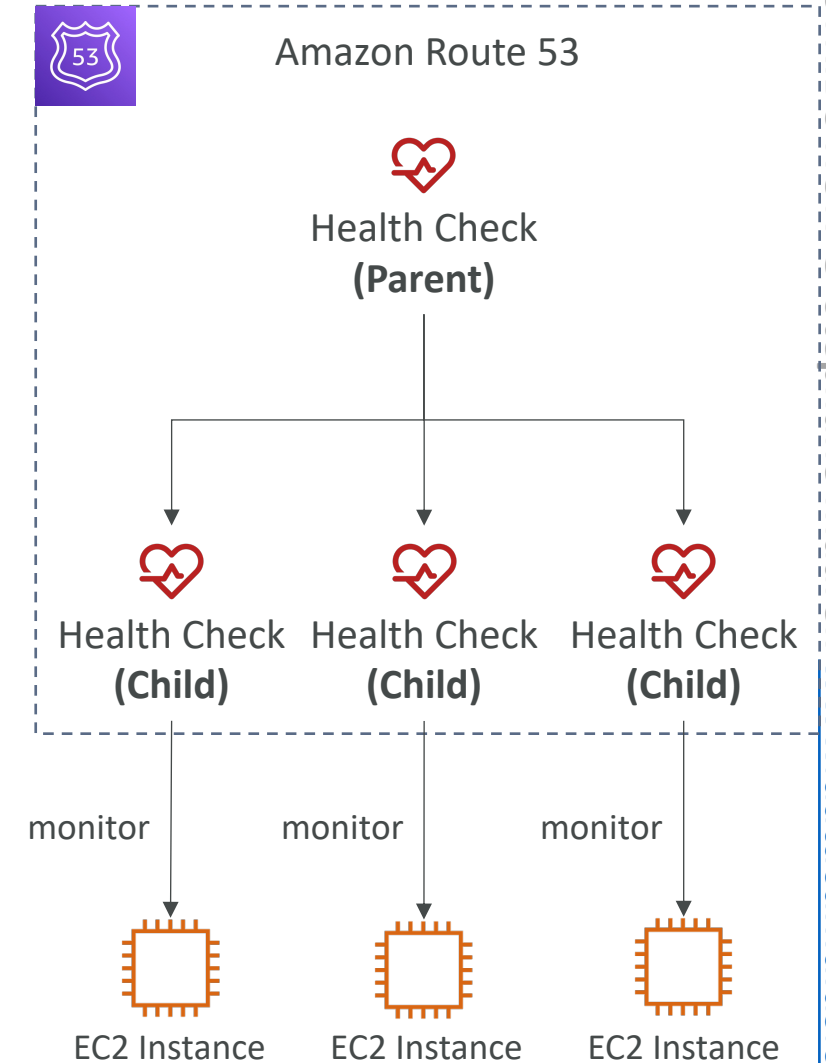 53
Amazon Route 53
Health Check
(Parent)
Health Check
(Child)
Health Check
(Child)
Health Check
(Child)
monitor
monitor
monitor
EC2 Instance
EC2 Instance
EC2 Instance